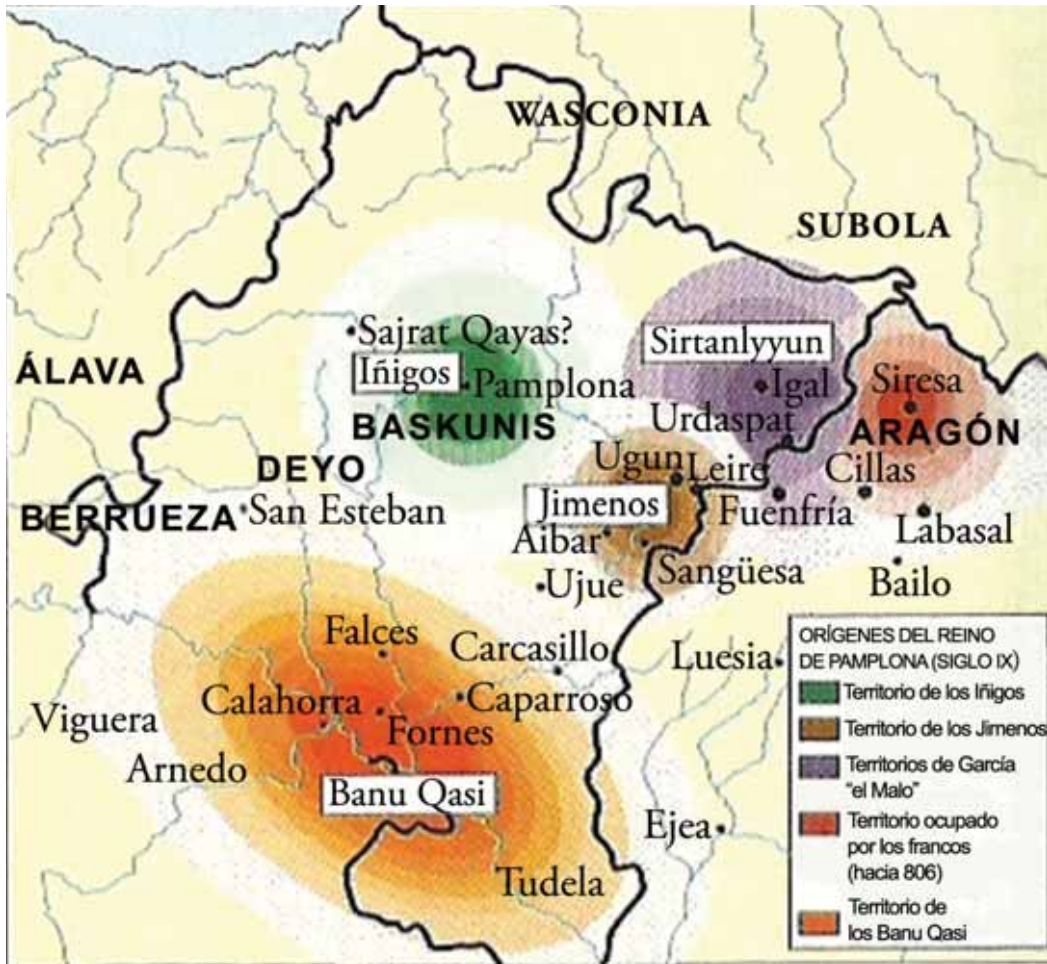 WASCONIA
SUBOLA
Sajrat Qayas?
Sirtanlyyun
ÁLAVA
Iñigos
Pamplona
Igal
Siresa
BASKUNIS
Urdaspat
ARAGÓN
DEYO
Ugun
Leire
Cillas
BERRUEZA
San Esteban
Jimenos
Fuenfría
Labasal
Aibar
Sangüesa
Bailo
Ujue
Falces
Carcasillo
Luesia
Viguera
Calahorra
Caparroso
Fornes
Arnedo
Banu Qasi
Ejea
Tudela
ORÍGENES DEL REINO
DE PAMPLONA (SIGLO IX)
Territorio de los Iñigos
Territorio de los Jimenos
Territorios de García
"el Malo"
Territorio ocupado
por los francos
(hacia 806)
Territorio de
los Banu Qasi